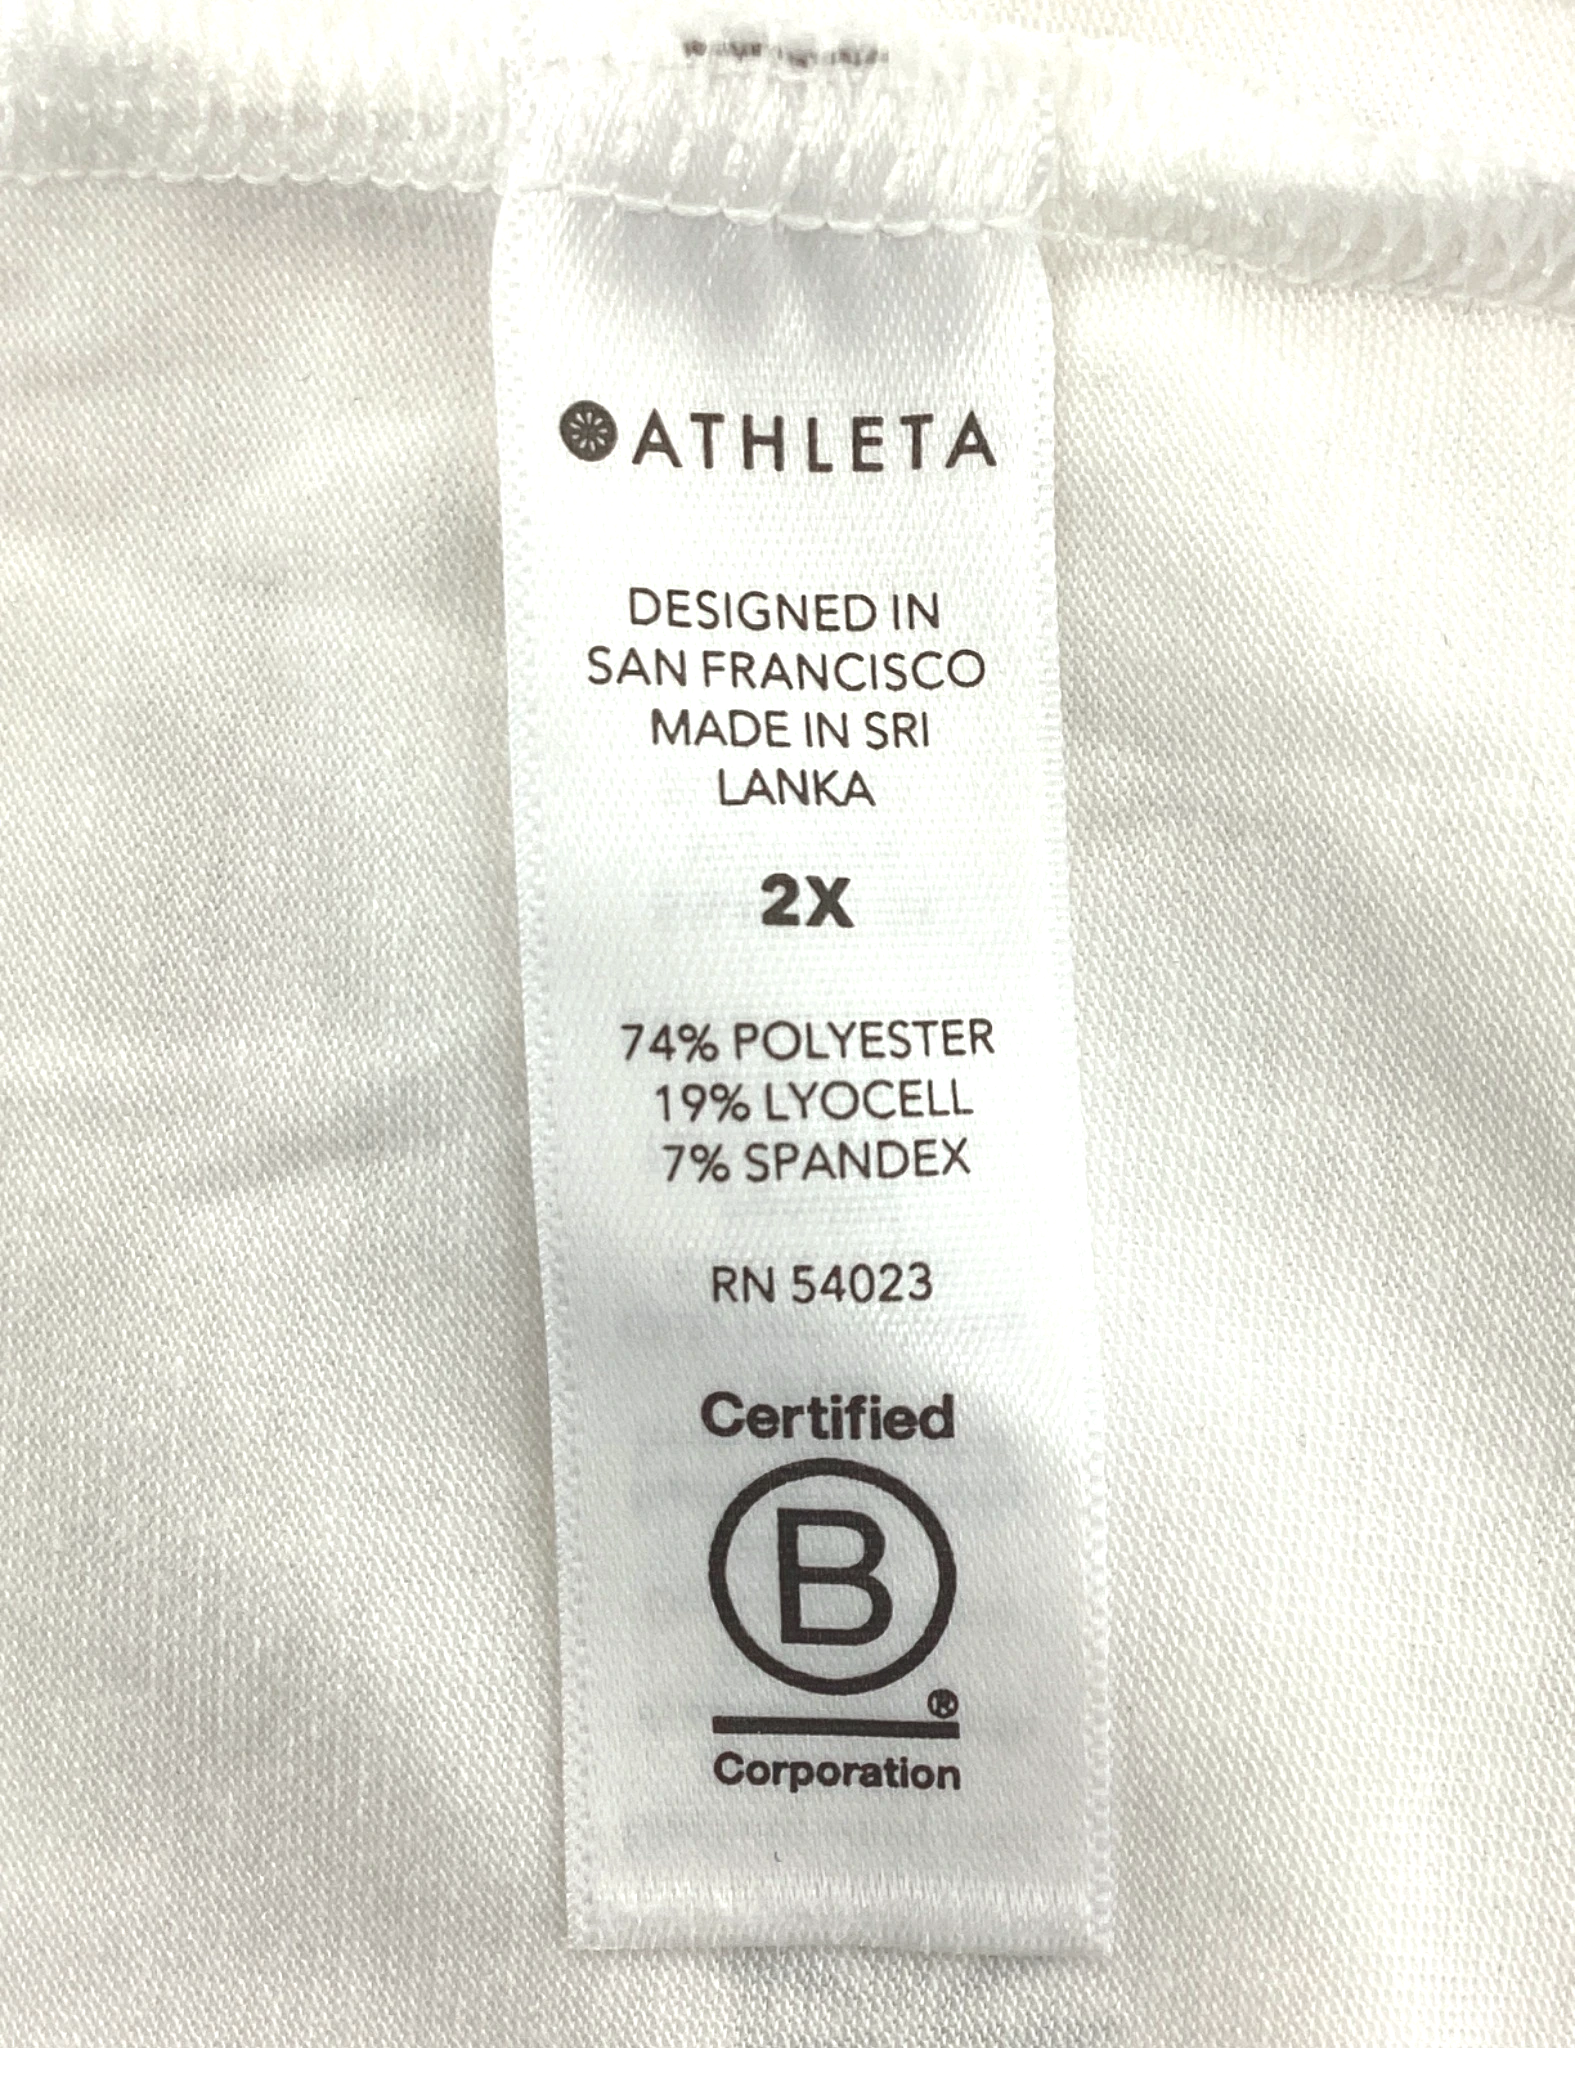 ATHLETA
DESIGNED IN
SAN FRANCISCO
MADE IN SRI
LANKA
2X
74% POLYESTER
19% LYOCELL
7% SPANDEX
RN 54023
Certified
B
®
Corporation